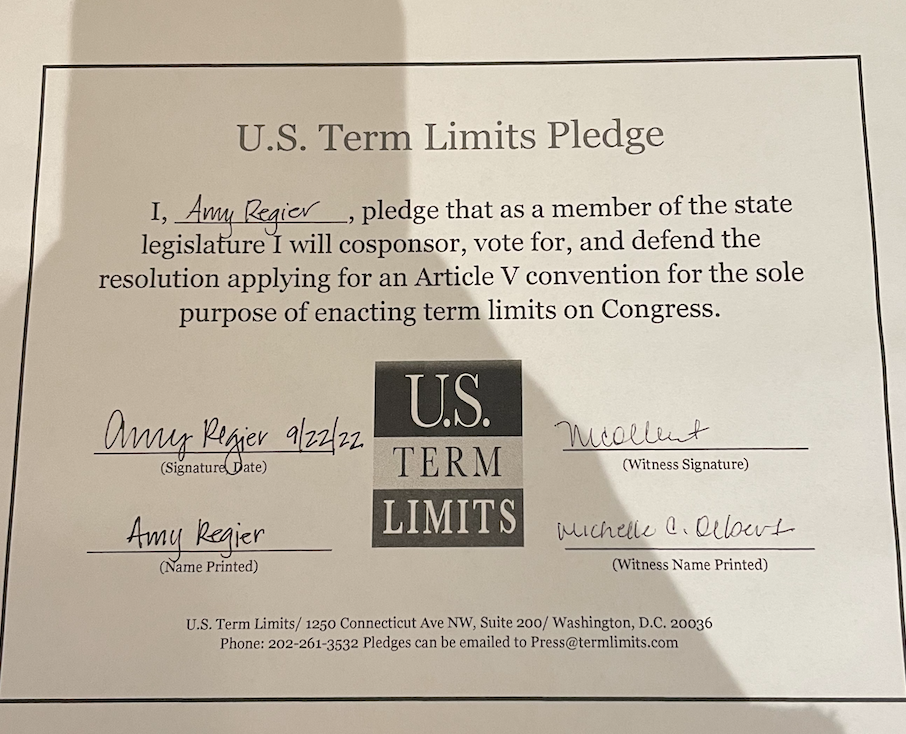 U.S. Term Limits Pledge
I, Amy Regier, pledge that as a member of the state
legislature I will cosponsor, vote for, and defend the
resolution applying for an Article V convention for the sole
purpose of enacting term limits on Congress.
Amy Regier 9/22/22
(Signature, Date)
Amy Regier
(Name Printed)
U.S.
TERM
LIMITS
(Witness Signature)
Michelle C.
(Witness Name Printed)
U.S. Term Limits/ 1250 Connecticut Ave NW, Suite 200/ Washington, D.C. 20036
Phone: 202-261-3532 Pledges can be emailed to Press@termlimits.com